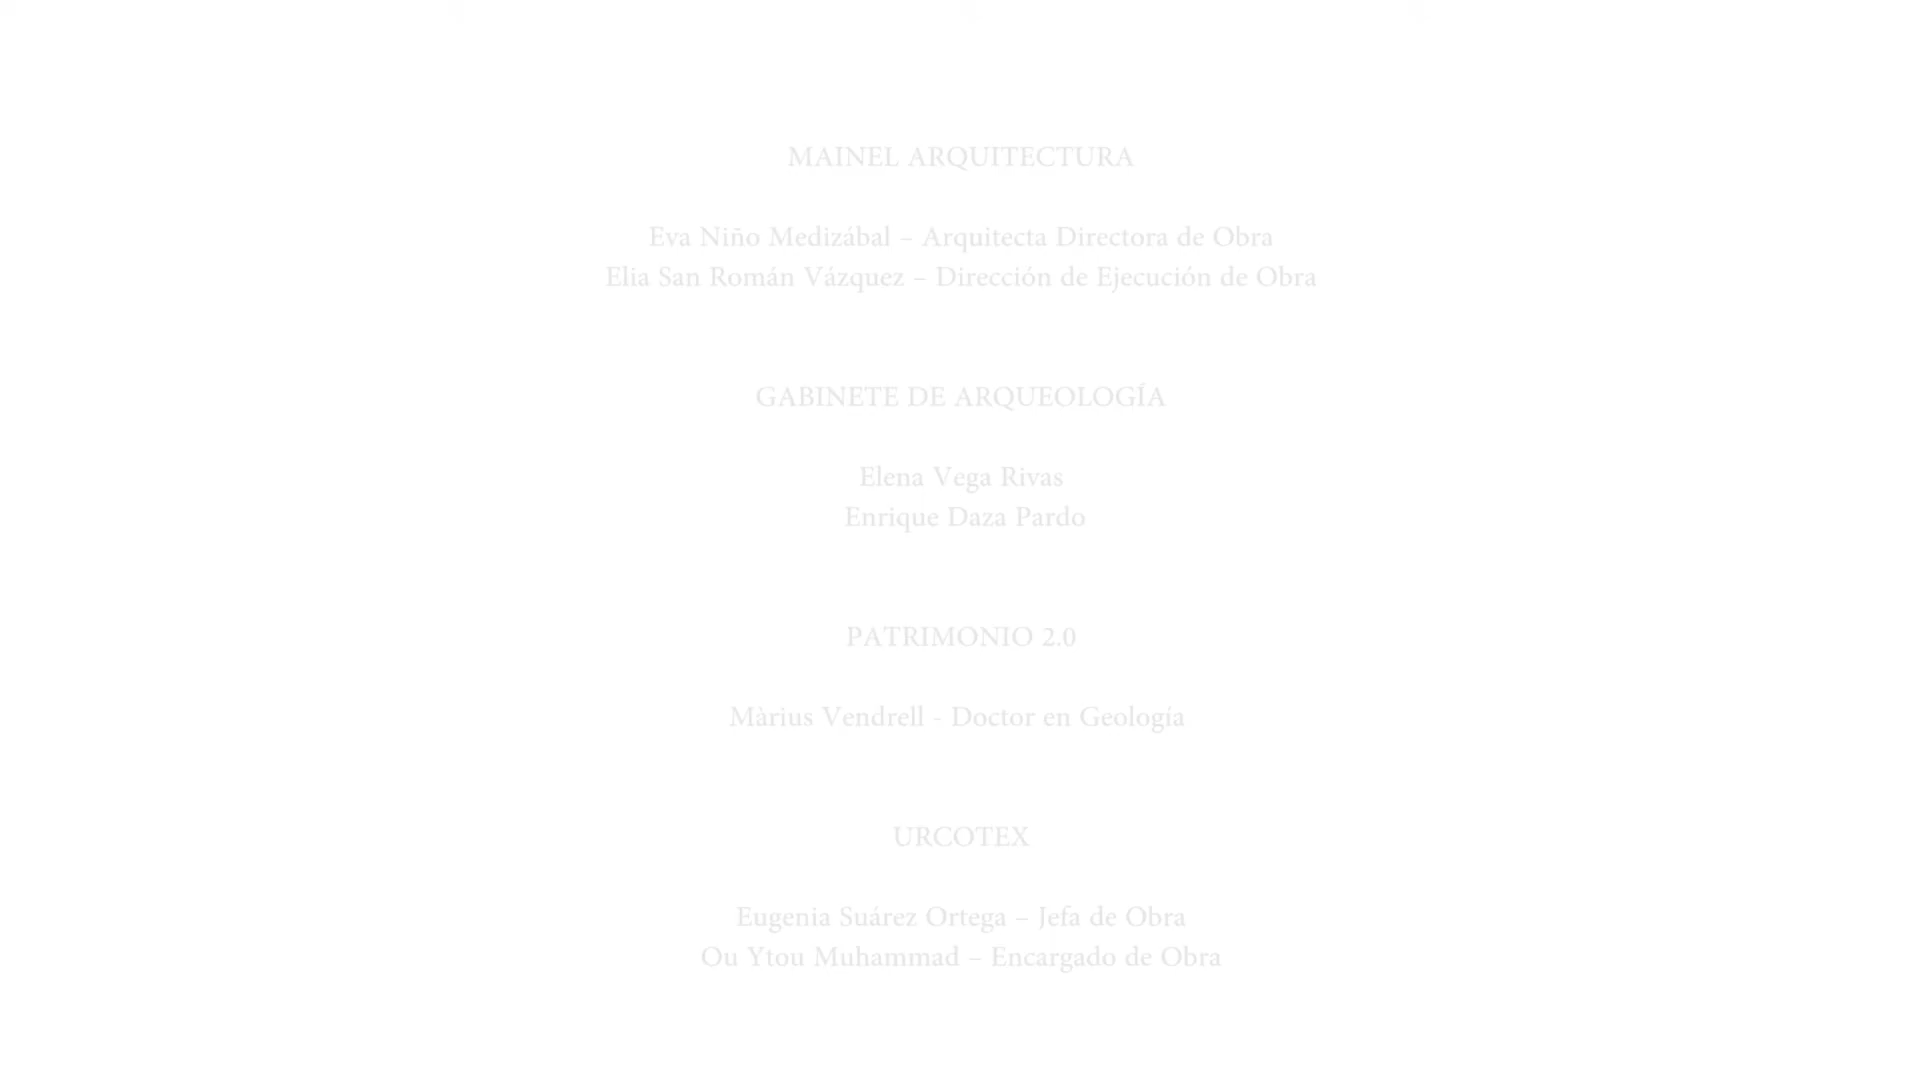 MAINEL ARQUITECTURA
Eva Niño Medizábal – Arquitecta Directora de Obra
Elia San Román Vázquez – Dirección de Ejecución de Obra
GABINETE DE ARQUEOLOGÍA
Elena Vega Rivas
Enrique Daza Pardo
PATRIMONIO 2.0
Màrius Vendrell - Doctor en Geología
URCOTEX
Eugenia Suárez Ortega – Jefa de Obra
Ou Ytou Muhammad – Encargado de Obra